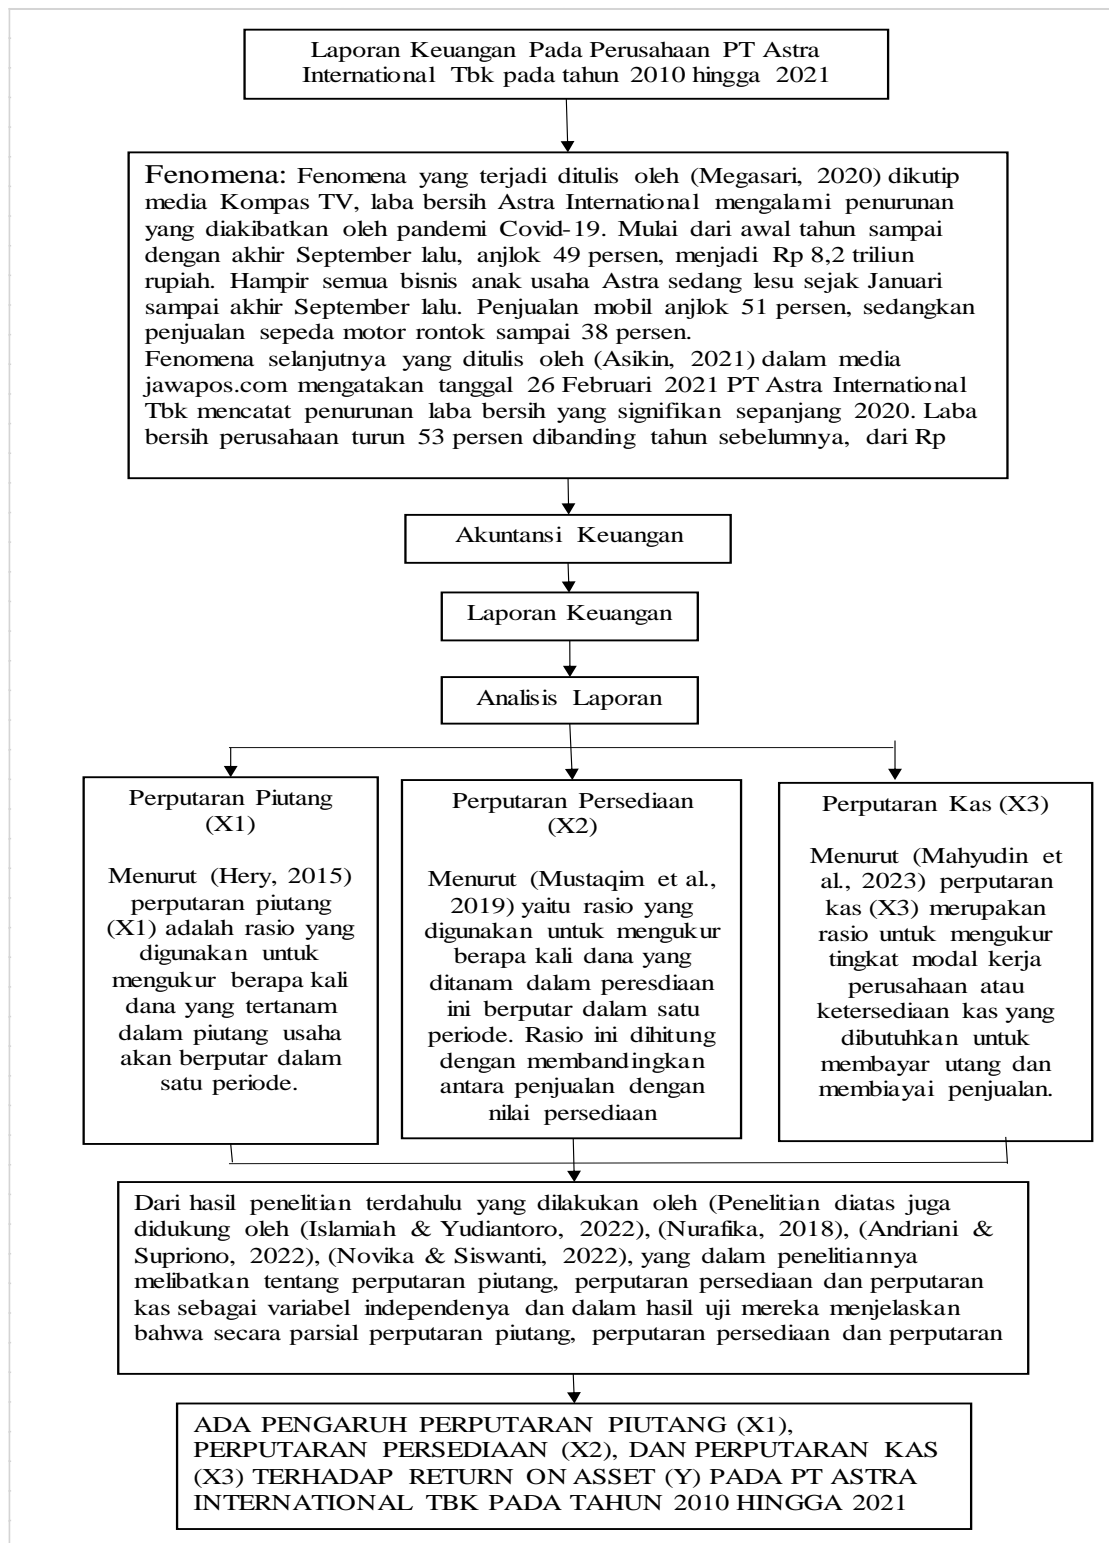 Laporan Keuangan Pada Perusahaan PT Astra
International Tbk pada tahun 2010 hingga 2021
Fenomena: Fenomena yang terjadi ditulis oleh (Megasari, 2020) dikutip
media Kompas TV, laba bersih Astra International mengalami penurunan
yang diakibatkan oleh pandemi Covid-19. Mulai dari awal tahun sampai
dengan akhir September lalu, anjlok 49 persen, menjadi Rp 8,2 triliun
rupiah. Hampir semua bisnis anak usaha Astra sedang lesu sejak Januari
sampai akhir September lalu. Penjualan mobil anjlok 51 persen, sedangkan
penjualan sepeda motor rontok sampai 38 persen.
Fenomena selanjutnya yang ditulis oleh (Asikin, 2021) dalam media
jawapos.com mengatakan tanggal 26 Februari 2021 PT Astra International
Tbk mencatat penurunan laba bersih yang signifikan sepanjang 2020. Laba
bersih perusahaan turun 53 persen dibanding tahun sebelumnya, dari Rp
Akuntansi Keuangan
Laporan Keuangan
Analisis Laporan
Perputaran Piutang
(X1)
Menurut (Hery, 2015)
perputaran piutang
(X1) adalah rasio yang
digunakan untuk
mengukur berapa kali
dana yang tertanam
dalam piutang usaha
akan berputar dalam
satu periode.
Perputaran Persediaan
(X2)
Menurut (Mustaqim et al.,
2019) yaitu rasio yang
digunakan untuk mengukur
berapa kali dana yang
ditanam dalam peresdiaan
ini berputar dalam satu
periode. Rasio ini dihitung
dengan membandingkan
antara penjualan dengan
nilai persediaan
Perputaran Kas (X3)
Menurut (Mahyudin et
al., 2023) perputaran
kas (X3) merupakan
rasio untuk mengukur
tingkat modal kerja
perusahaan atau
ketersediaan kas yang
dibutuhkan untuk
membayar utang dan
membiayai penjualan.
Dari hasil penelitian terdahulu yang dilakukan oleh (Penelitian diatas juga
didukung oleh (Islamiah & Yudiantoro, 2022), (Nurafika, 2018), (Andriani &
Supriono, 2022), (Novika & Siswanti, 2022), yang dalam penelitiannya
melibatkan tentang perputaran piutang, perputaran persediaan dan perputaran
kas sebagai variabel independenya dan dalam hasil uji mereka menjelaskan
bahwa secara parsial perputaran piutang, perputaran persediaan dan perputaran
ADA PENGARUH PERPUTARAN PIUTANG (X1),
PERPUTARAN PERSEDIAAN (X2), DAN PERPUTARAN KAS
(X3) TERHADAP RETURN ON ASSET (Y) PADA PT ASTRA
INTERNATIONAL TBK PADA TAHUN 2010 HINGGA 2021